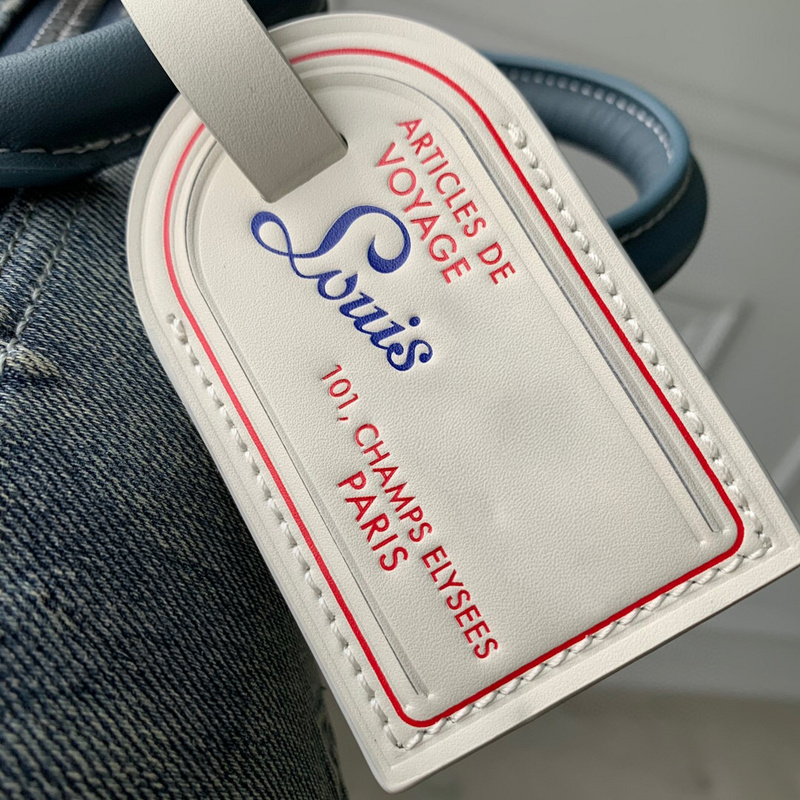 ARTICLES DE
VOYAGE
Louis
101, CHAMPS ELYSEES
PARIS